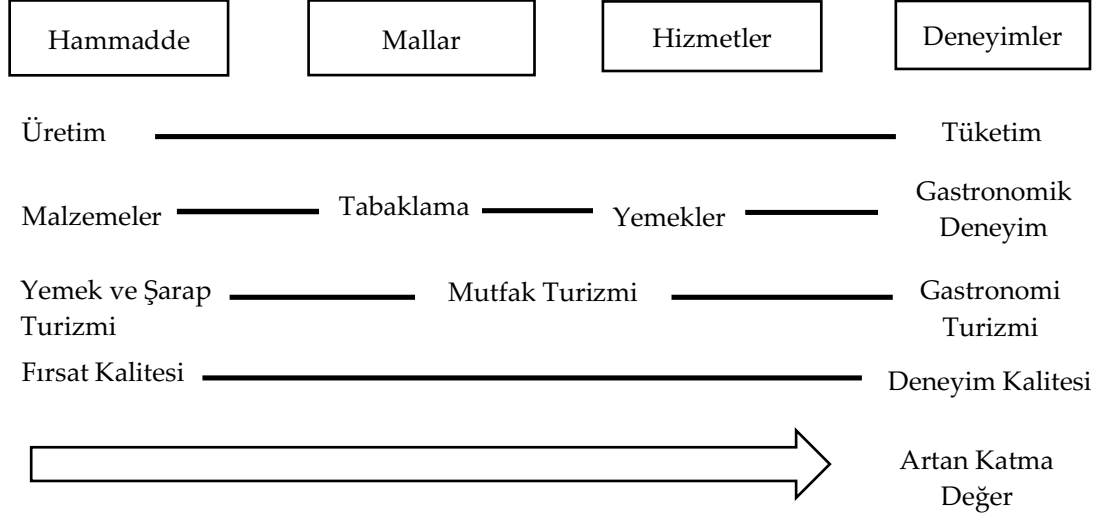 Hammadde Mallar Hizmetler Deneyimler
Üretim Tüketim
Malzemeler Tabaklama Yemekler Gastronomik
Deneyim
Yemek ve Şarap Mutfak Turizmi Gastronomi
Turizmi Turizmi
Fırsat Kalitesi Deneyim Kalitesi
Artan Katma
Değer